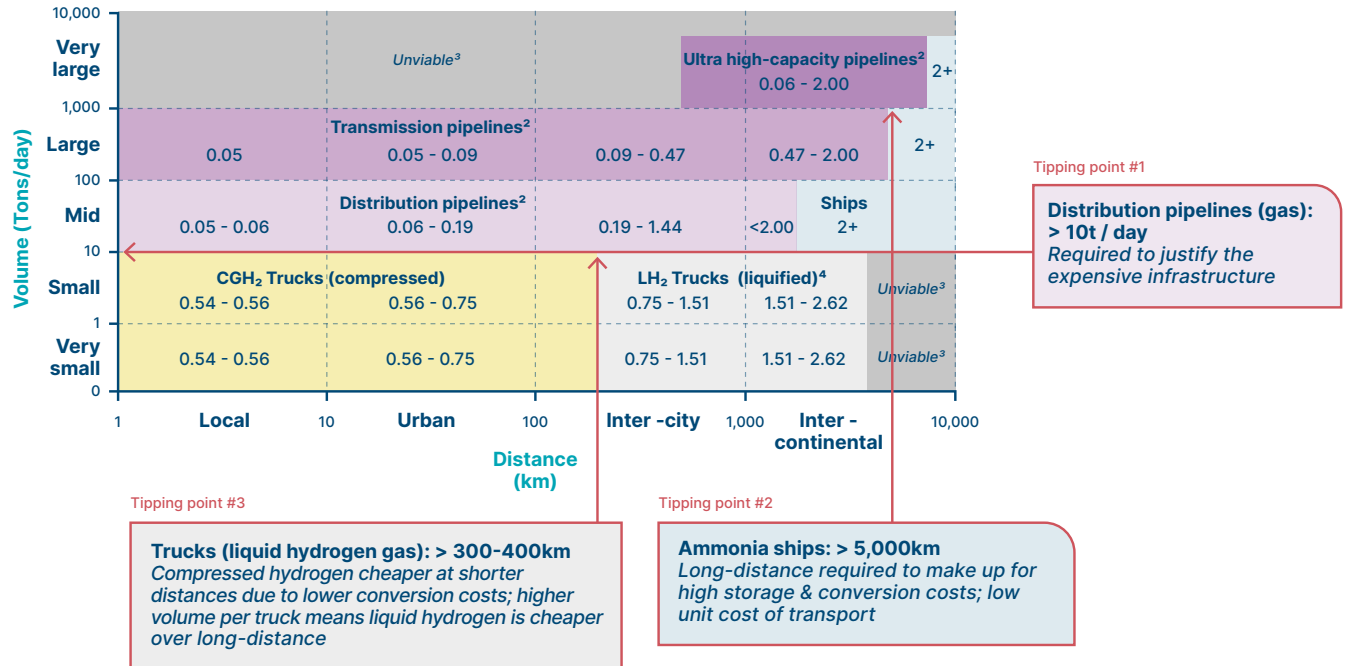 10,000
Very
large
Unviable³
Ultra high-capacity pipelines²
0.06 - 2.00
2+
1,000
Large
Transmission pipelines²
0.05
0.05 - 0.09
0.09 - 0.47
0.47 - 2.00
2+
100
Mid
Distribution pipelines²
0.05 - 0.06
0.06 - 0.19
0.19 - 1.44
<2.00
Ships
2+
10
Small
CGH₂ Trucks (compressed)
0.54 - 0.56
0.56 - 0.75
LH₂ Trucks (liquified)⁴
0.75 - 1.51
1.51 - 2.62
Unviable³
1
Very
small
0.54 - 0.56
0.56 - 0.75
0.75 - 1.51
1.51 - 2.62
Unviable³
0
Volume (Tons/day)
1
Local
10
Urban
100
Inter -city
1,000
Inter -
continental
10,000
Distance
(km)
Tipping point #1
Distribution pipelines (gas):
> 10t / day
Required to justify the
expensive infrastructure
Tipping point #3
Trucks (liquid hydrogen gas): > 300-400km
Compressed hydrogen cheaper at shorter
distances due to lower conversion costs; higher
volume per truck means liquid hydrogen is cheaper
over long-distance
Tipping point #2
Ammonia ships: > 5,000km
Long-distance required to make up for
high storage & conversion costs; low
unit cost of transport